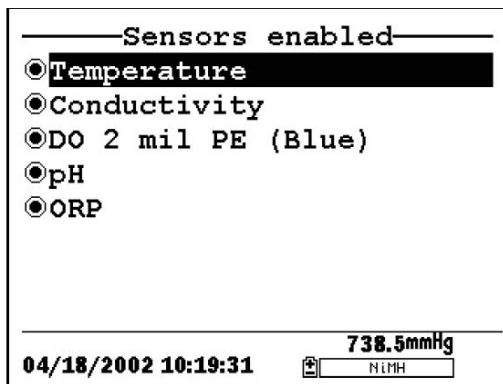 Sensors enabled
Temperature
Conductivity
DO 2 mil PE (Blue)
pH
ORP
738.5mmHg
04/18/2002 10:19:31
NiMH